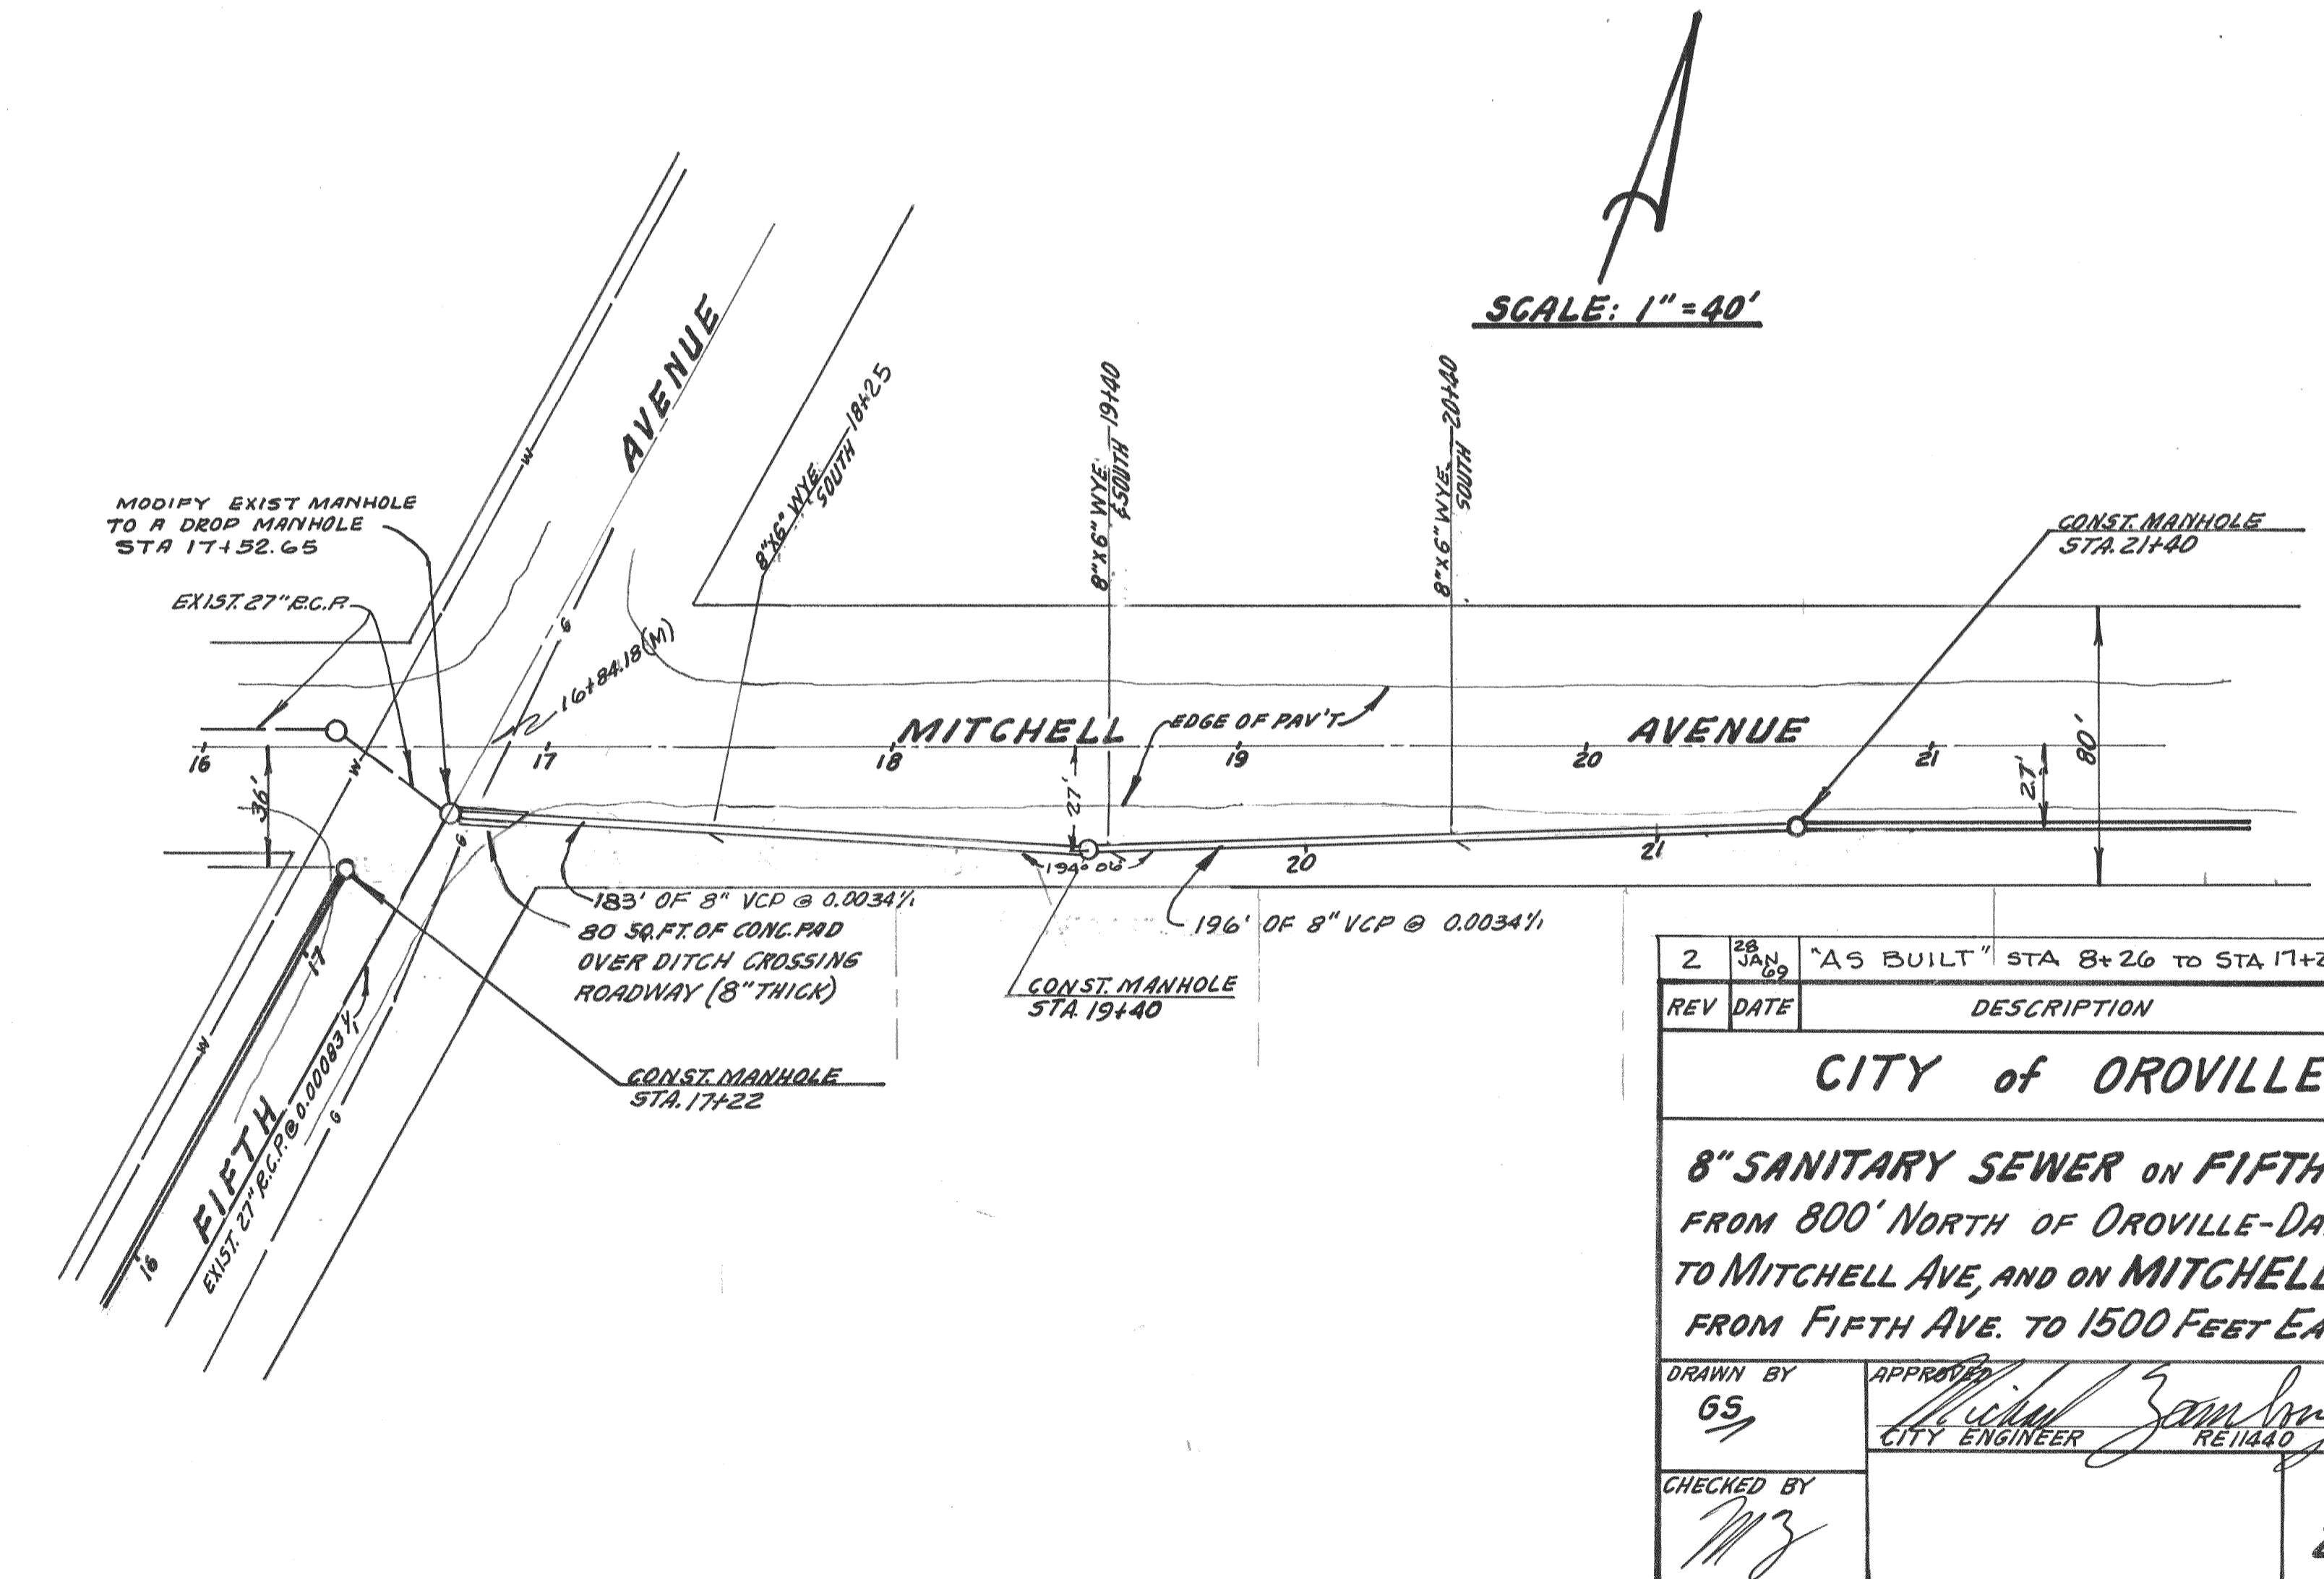 SCALE: 1"=40'
AVENUE
8"X6" WYE 18+25
SOUTH
8"X6" WYE 19+40
& SOUTH
8"X6" WYE 20+40
SOUTH
MODIFY EXIST MANHOLE
TO A DROP MANHOLE
STA 17+52.65
EXIST. 27" R.C.P.
CONST. MANHOLE
STA. 21+40
W
G
16+84.18 (M)
MITCHELL AVENUE
EDGE OF PAV'T
16 17 18 19 20 21
36'
27'
27'
80'
W
G
194° 06'
20 21
183' OF 8" VCP @ 0.0034'/1
80 SQ.FT. OF CONC. PAD
OVER DITCH CROSSING
ROADWAY (8" THICK)
196' OF 8" VCP @ 0.0034'/1
CONST. MANHOLE
STA. 19+40
CONST. MANHOLE
STA. 17+22
17
W
G
FIFTH
EXIST. 27" R.C.P. @ 0.00083'/1
16
2 28 JAN 69 "AS BUILT" STA 8+26 TO STA 17+2
REV DATE DESCRIPTION
CITY of OROVILLE
8" SANITARY SEWER ON FIFTH
FROM 800' NORTH OF OROVILLE-DA
TO MITCHELL AVE, AND ON MITCHELL
FROM FIFTH AVE. TO 1500 FEET EA
DRAWN BY
GS
APPROVED
CITY ENGINEER RE11440
CHECKED BY
MZ